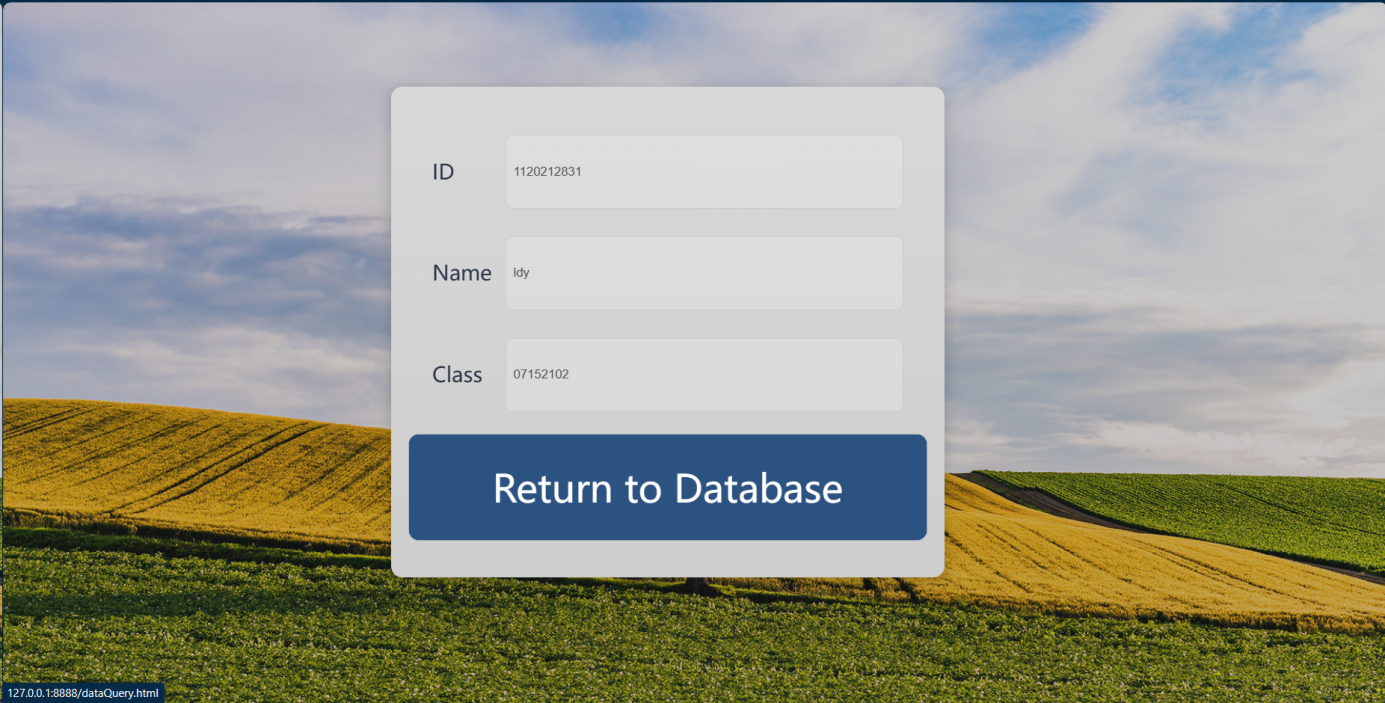 ID
1120212831
Name
ldy
Class
07152102
Return to Database
127.0.0.1:8888/dataQuery.html